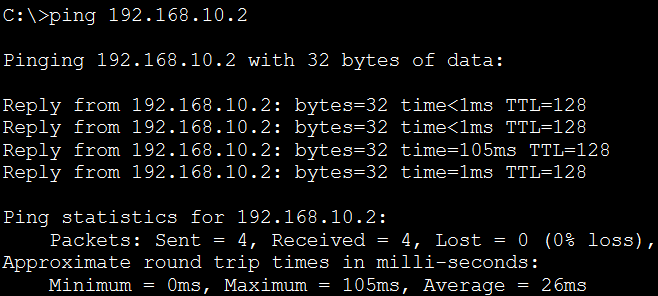 C:\>ping 192.168.10.2
Pinging 192.168.10.2 with 32 bytes of data:
Reply from 192.168.10.2: bytes=32 time<1ms TTL=128
Reply from 192.168.10.2: bytes=32 time<1ms TTL=128
Reply from 192.168.10.2: bytes=32 time=105ms TTL=128
Reply from 192.168.10.2: bytes=32 time=1ms TTL=128
Ping statistics for 192.168.10.2:
    Packets: Sent = 4, Received = 4, Lost = 0 (0% loss),
Approximate round trip times in milli-seconds:
    Minimum = 0ms, Maximum = 105ms, Average = 26ms